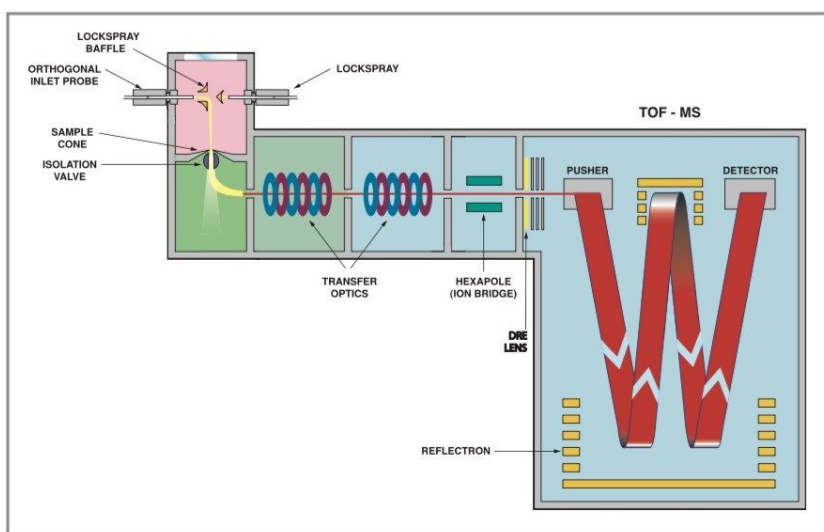 LOCKSPRAY
BAFFLE
ORTHOGONAL
INLET PROBE
LOCKSPRAY
SAMPLE
CONE
ISOLATION
VALVE
TOF - MS
PUSHER
DETECTOR
TRANSFER
OPTICS
HEXAPOLE
(ION BRIDGE)
DRE
LENS
REFLECTRON